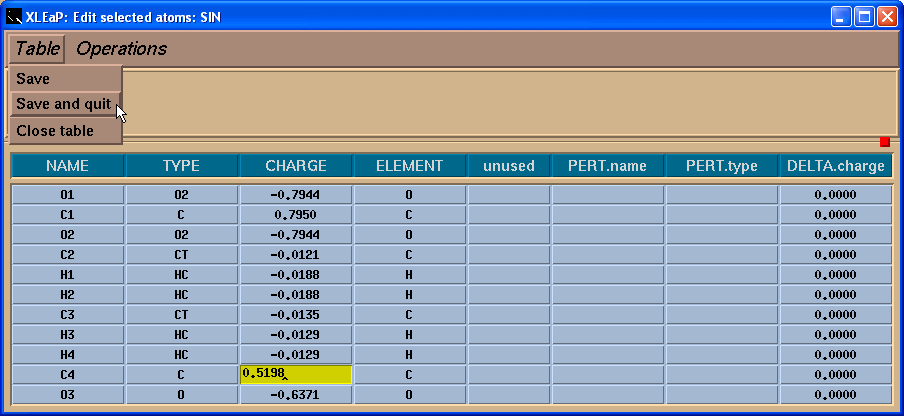 XLEaP: Edit selected atoms: SIN
Table Operations
Save
Save and quit
Close table
NAME TYPE CHARGE ELEMENT unused PERT.name PERT.type DELTA.charge
O1 O2 -0.7944 O 0.0000
C1 C 0.7950 C 0.0000
O2 O2 -0.7944 O 0.0000
C2 CT -0.0121 C 0.0000
H1 HC -0.0188 H 0.0000
H2 HC -0.0188 H 0.0000
C3 CT -0.0135 C 0.0000
H3 HC -0.0129 H 0.0000
H4 HC -0.0129 H 0.0000
C4 C 0.5198 C 0.0000
O3 O -0.6371 O 0.0000